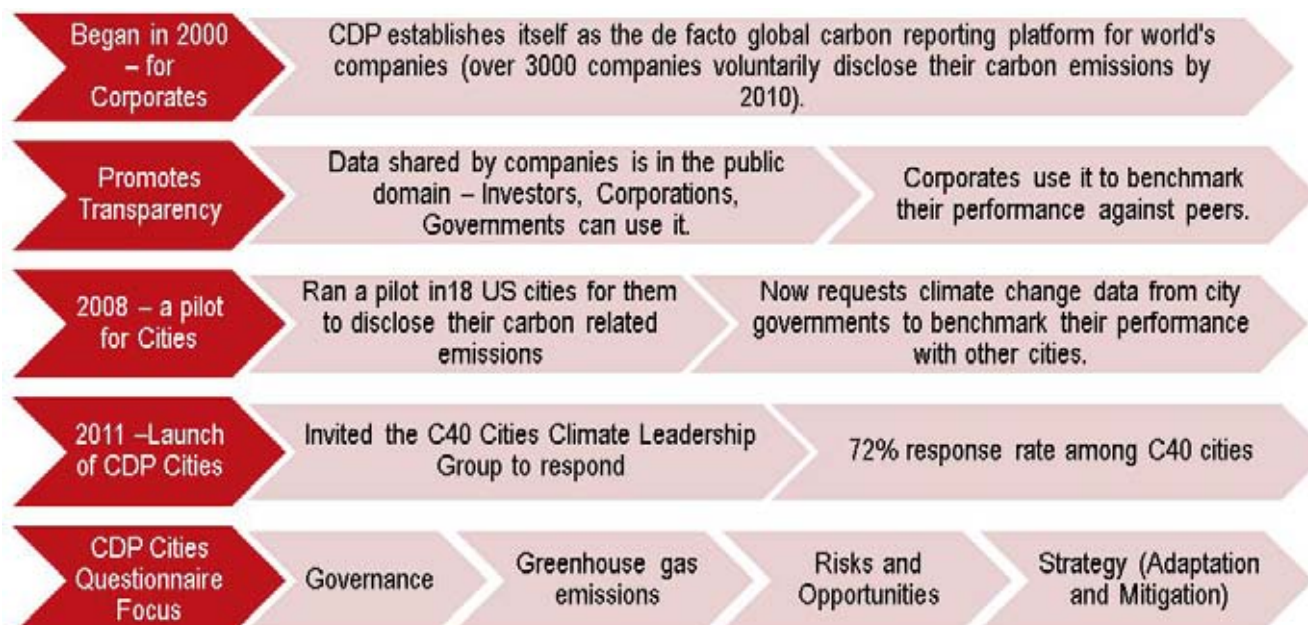 Began in 2000
– for
Corporates
CDP establishes itself as the de facto global carbon reporting platform for world's
companies (over 3000 companies voluntarily disclose their carbon emissions by
2010).
Promotes
Transparency
Data shared by companies is in the public
domain – Investors, Corporations,
Governments can use it.
Corporates use it to benchmark
their performance against peers.
2008 – a pilot
for Cities
Ran a pilot in18 US cities for them
to disclose their carbon related
emissions
Now requests climate change data from city
governments to benchmark their performance
with other cities.
2011 –Launch
of CDP Cities
Invited the C40 Cities Climate Leadership
Group to respond
72% response rate among C40 cities
CDP Cities
Questionnaire
Focus
Governance
Greenhouse gas
emissions
Risks and
Opportunities
Strategy (Adaptation
and Mitigation)